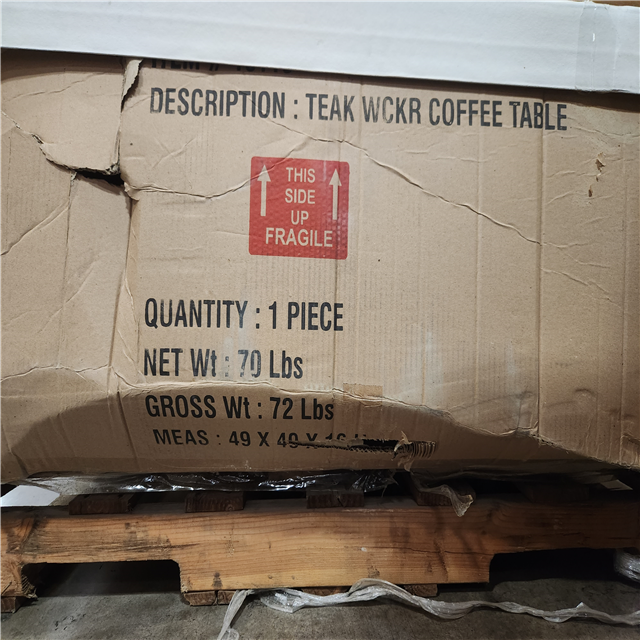 DESCRIPTION : TEAK WCKR COFFEE TABLE
THIS
SIDE
UP
FRAGILE
QUANTITY : 1 PIECE
NET Wt : 70 Lbs
GROSS Wt : 72 Lbs
MEAS : 49 X 49 X